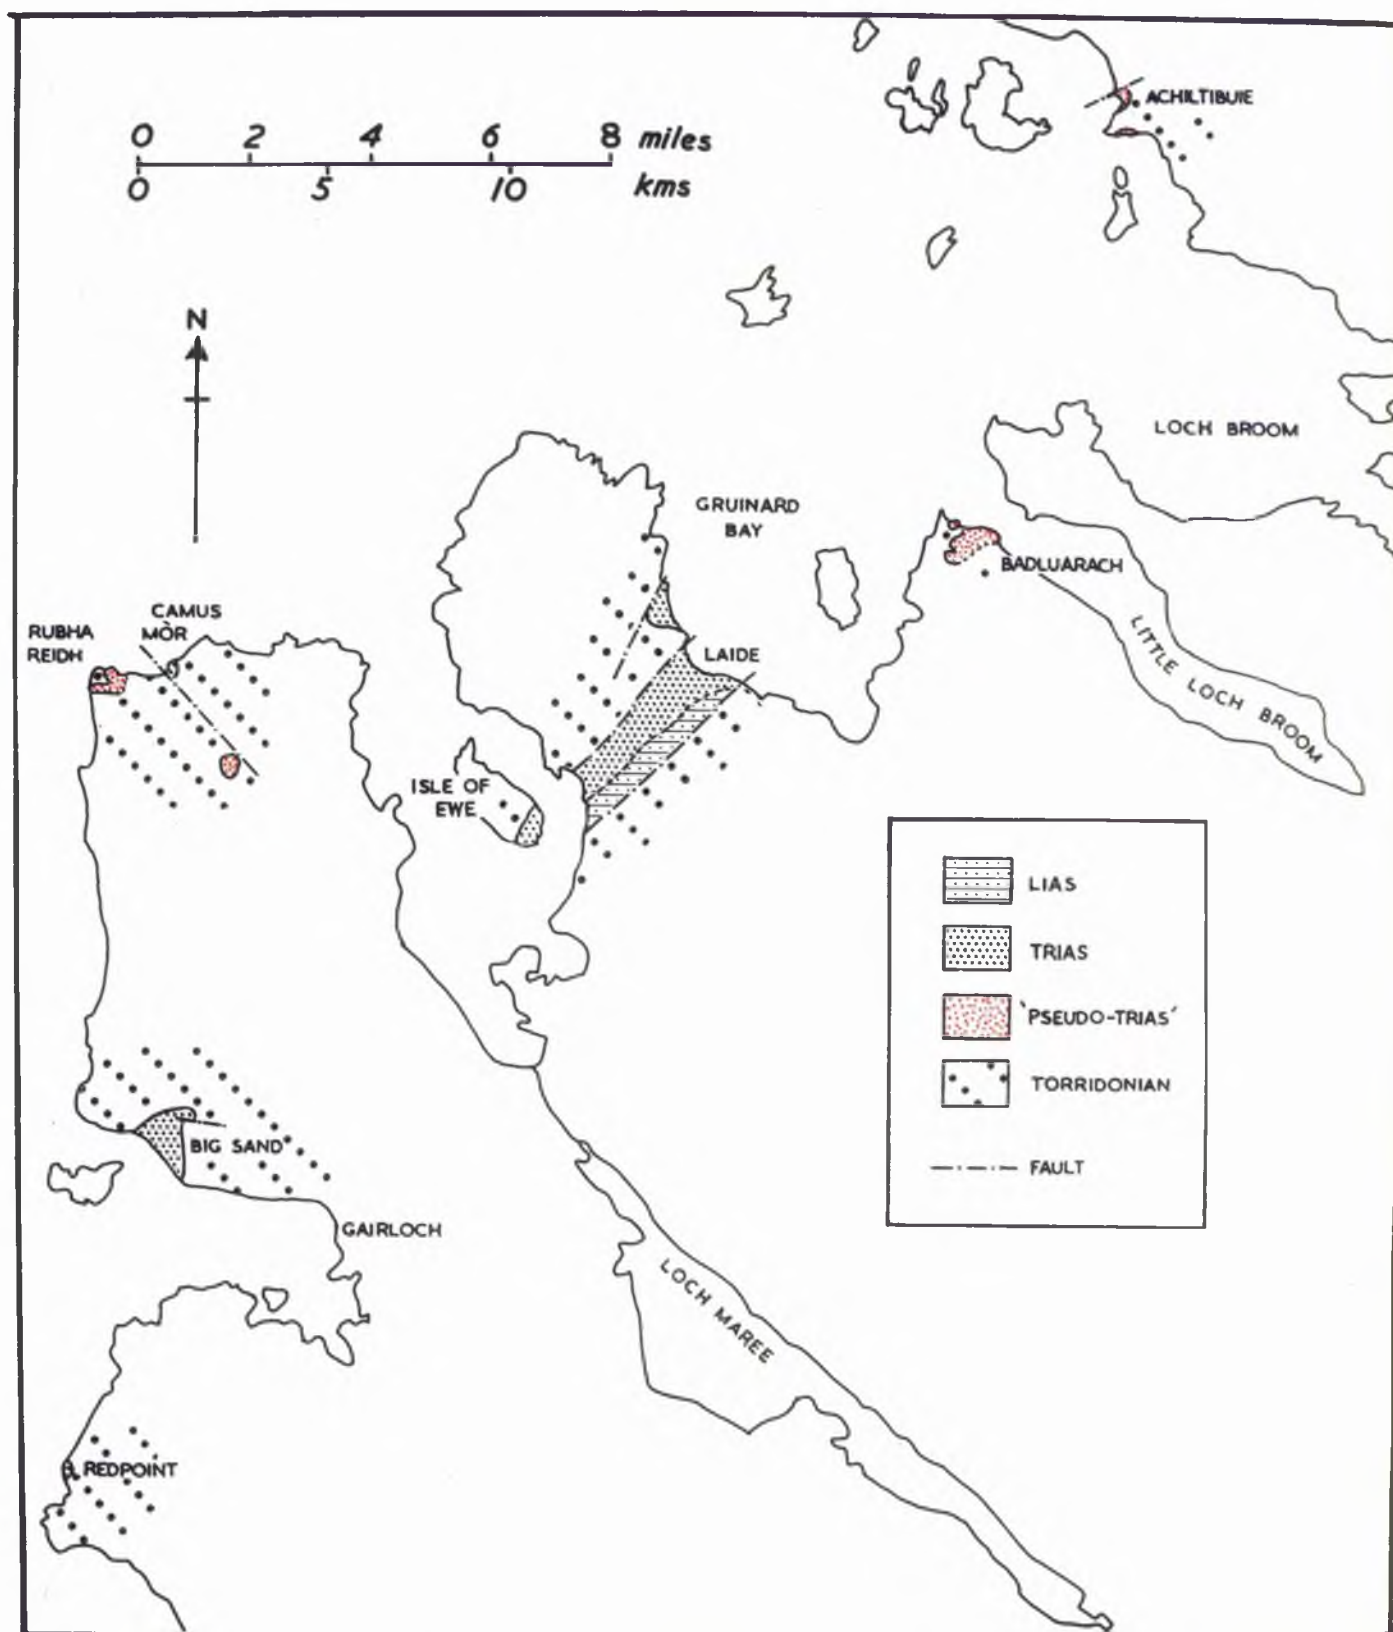 ACHILTIBUIE
0 2 4 6 8 miles
0 5 10 kms
N
LOCH BROOM
GRUINARD
BAY
BADLUARACH
CAMUS
MÒR
RUBHA
REIDH
LAIDE
LITTLE LOCH BROOM
ISLE OF
EWE
LIAS
TRIAS
'PSEUDO-TRIAS'
TORRIDONIAN
FAULT
BIG SAND
GAIRLOCH
LOCH MAREE
REDPOINT